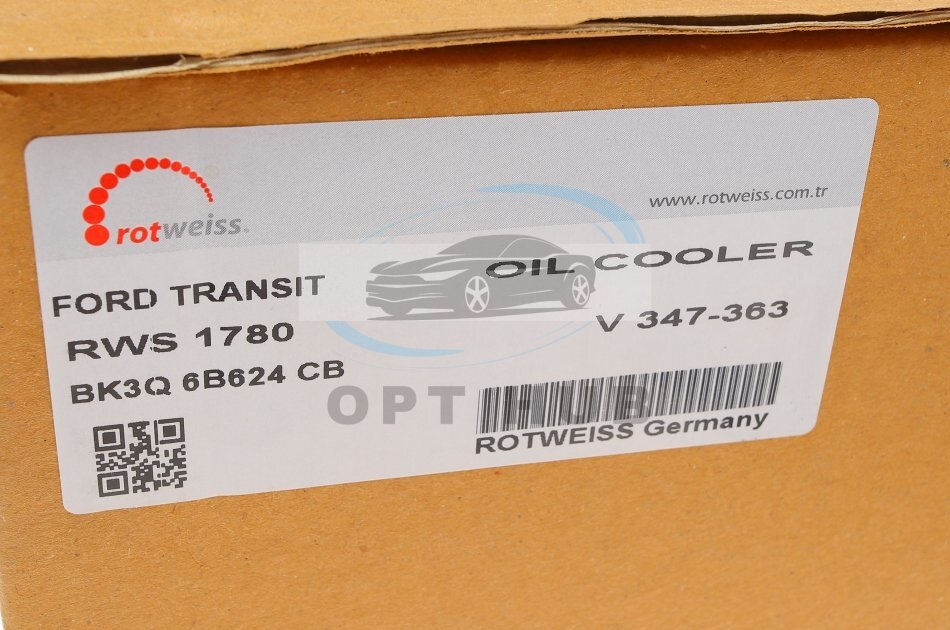 rotweiss.
www.rotweiss.com.tr
FORD TRANSIT
OIL COOLER
RWS 1780
V 347-363
BK3Q 6B624 CB
OPT HUB
ROTWEISS Germany